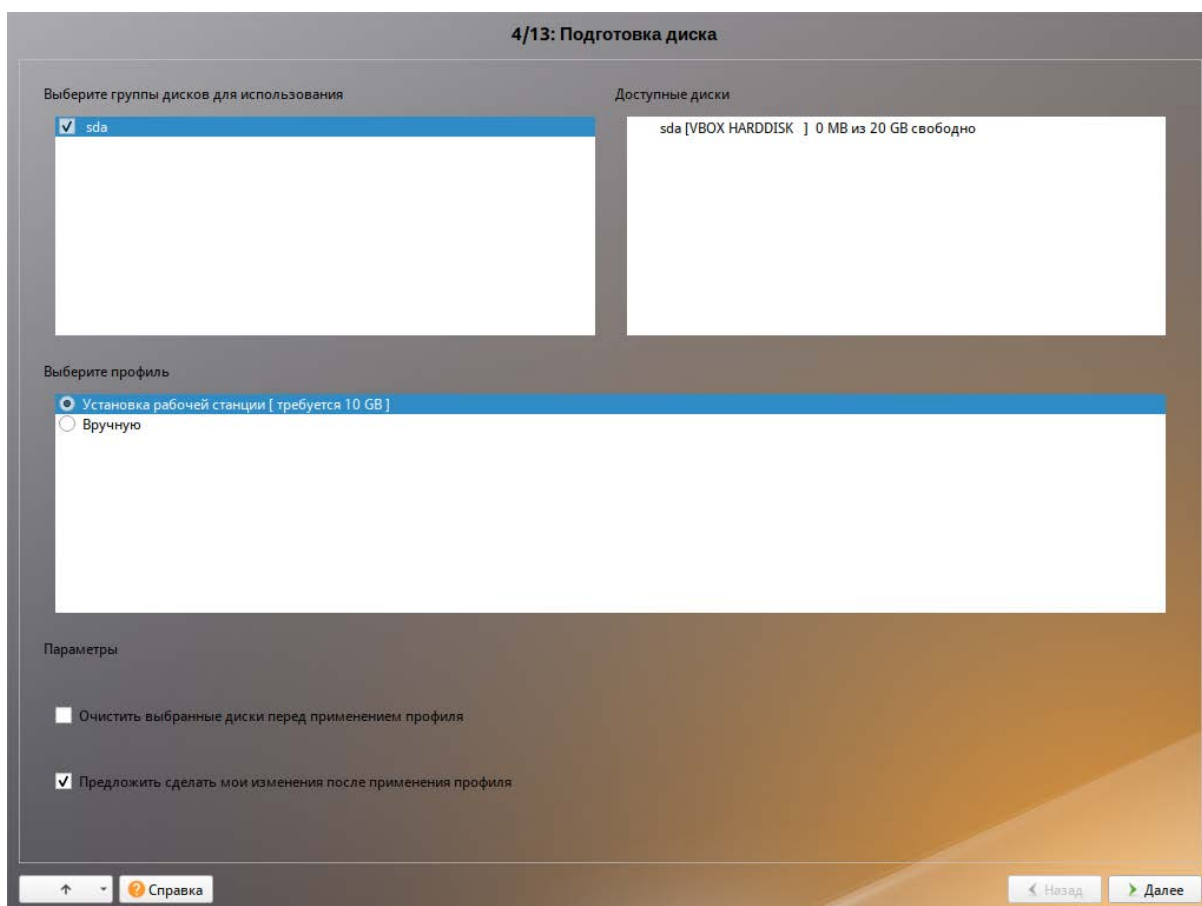 4/13: Подготовка диска
Выберите группы дисков для использования
Доступные диски
sda
sda [VBOX HARDDISK   ]  0 MB из 20 GB свободно
Выберите профиль
Установка рабочей станции [ требуется 10 GB ]
Вручную
Параметры
Очистить выбранные диски перед применением профиля
Предложить сделать мои изменения после применения профиля
Справка
Назад
Далее